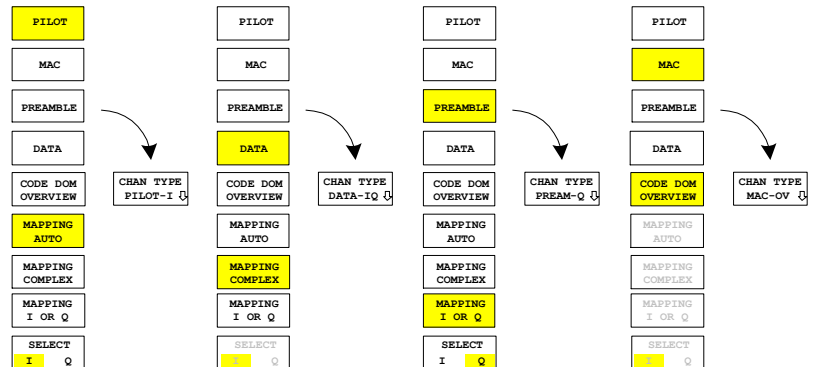 PILOT
MAC
PREAMBLE
DATA
CODE DOM
OVERVIEW
MAPPING
AUTO
MAPPING
COMPLEX
MAPPING
I OR Q
SELECT
I Q
CHAN TYPE
PILOT-I
PILOT
MAC
PREAMBLE
DATA
CODE DOM
OVERVIEW
MAPPING
AUTO
MAPPING
COMPLEX
MAPPING
I OR Q
SELECT
I Q
CHAN TYPE
DATA-IQ
PILOT
MAC
PREAMBLE
DATA
CODE DOM
OVERVIEW
MAPPING
AUTO
MAPPING
COMPLEX
MAPPING
I OR Q
SELECT
I Q
CHAN TYPE
PREAM-Q
PILOT
MAC
PREAMBLE
DATA
CODE DOM
OVERVIEW
MAPPING
AUTO
MAPPING
COMPLEX
MAPPING
I OR Q
SELECT
I Q
CHAN TYPE
MAC-OV